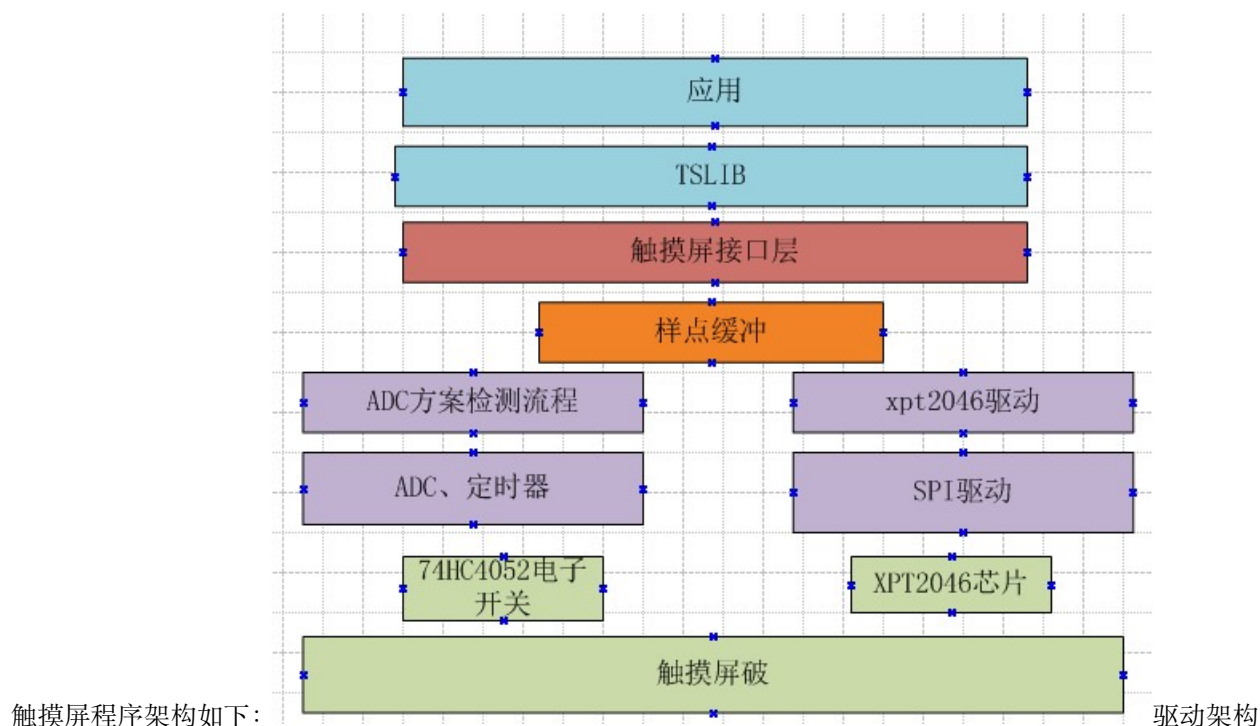 应用
TSLIB
触摸屏接口层
样点缓冲
ADC方案检测流程
xpt2046驱动
ADC、定时器
SPI驱动
74HC4052电子
开关
XPT2046芯片
触摸屏破
触摸屏程序架构如下：
驱动架构